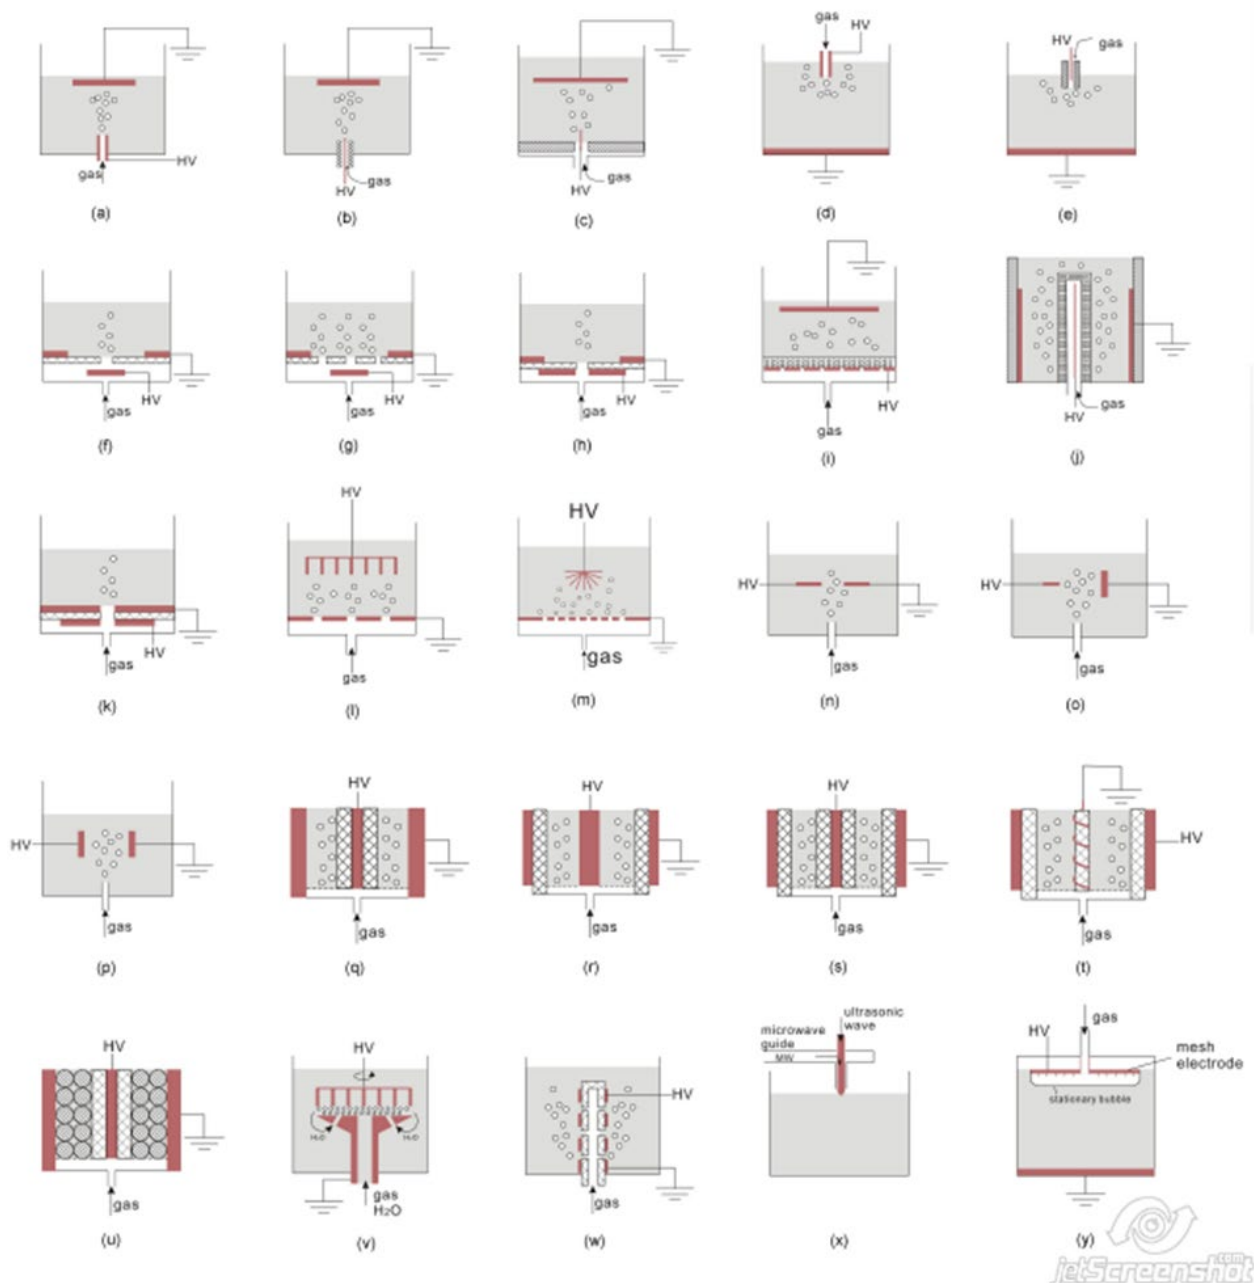 HV
gas
(a)
gas
HV
(b)
gas
HV
(c)
gas
HV
(d)
HV
gas
(e)
HV
gas
(f)
HV
gas
(g)
HV
gas
(h)
HV
gas
(i)
HV
gas
(j)
HV
gas
(k)
HV
gas
(l)
HV
gas
(m)
HV
gas
(n)
HV
gas
(o)
HV
gas
(p)
HV
gas
(q)
HV
gas
(r)
HV
gas
(s)
HV
gas
(t)
HV
gas
(u)
HV
H₂O
H₂O
gas
H₂O
(v)
HV
gas
(w)
ultrasonic
wave
microwave
guide
MW
(x)
gas
HV
mesh
electrode
stationary bubble
(y)
jetScreenshot
.com